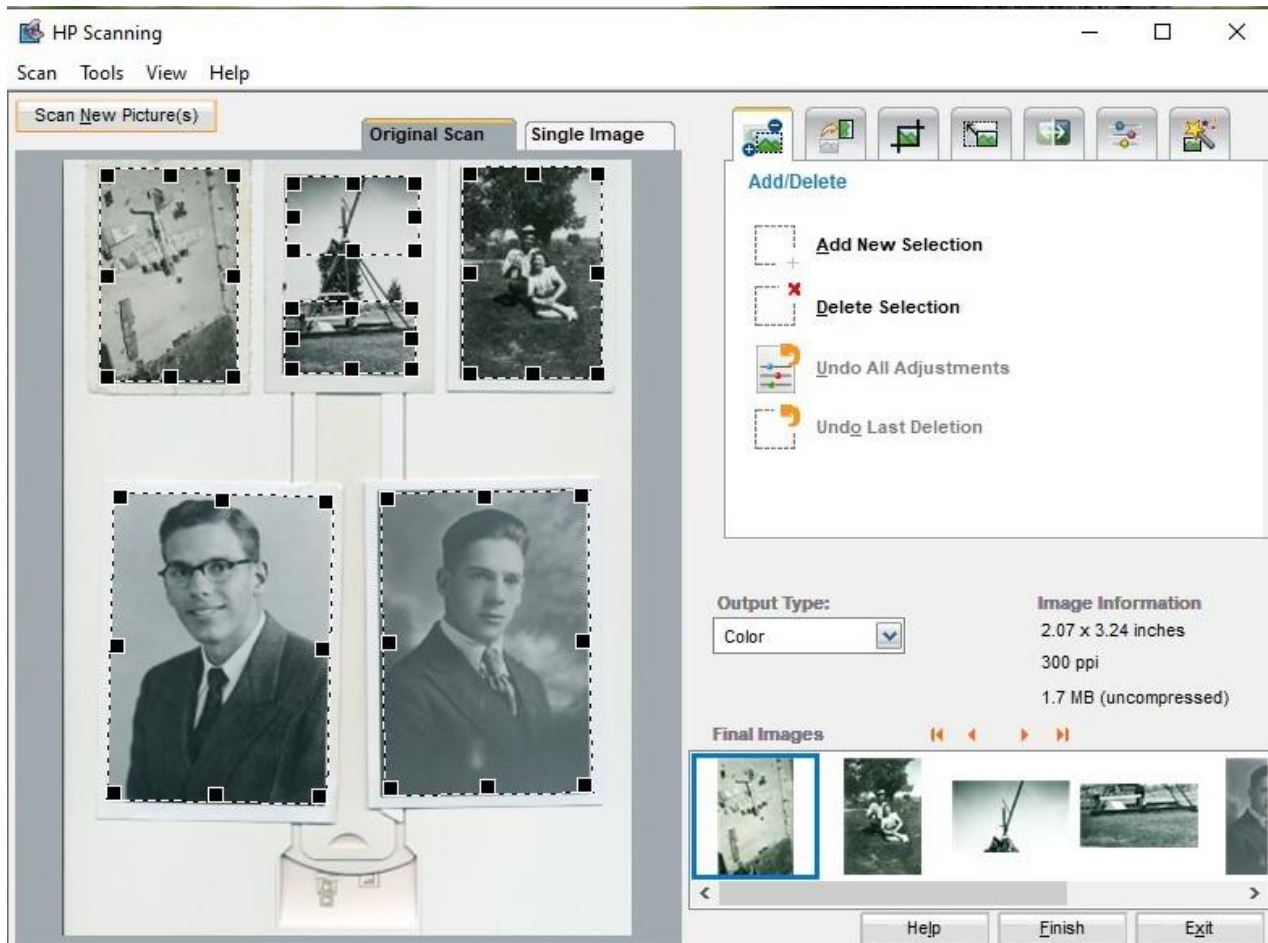 HP Scanning
Scan Tools View Help
Scan New Picture(s)
Original Scan Single Image
Add/Delete
Add New Selection
Delete Selection
Undo All Adjustments
Undo Last Deletion
Output Type:
Color
Image Information
2.07 x 3.24 inches
300 ppi
1.7 MB (uncompressed)
Final Images
Help Finish Exit